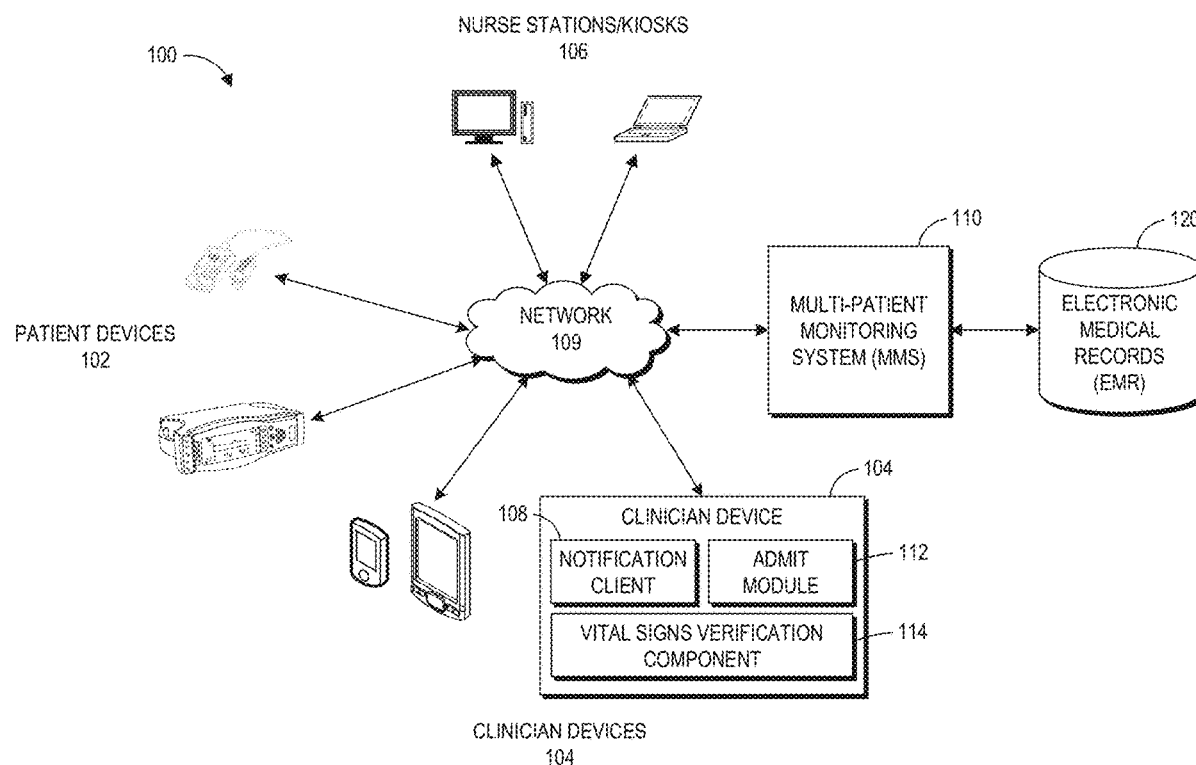 NURSE STATIONS/KIOSKS
106
100
110
120
MULTI-PATIENT
MONITORING
SYSTEM (MMS)
ELECTRONIC
MEDICAL
RECORDS
(EMR)
NETWORK
109
PATIENT DEVICES
102
104
CLINICIAN DEVICE
108
NOTIFICATION
CLIENT
ADMIT
MODULE
112
VITAL SIGNS VERIFICATION
COMPONENT
114
CLINICIAN DEVICES
104